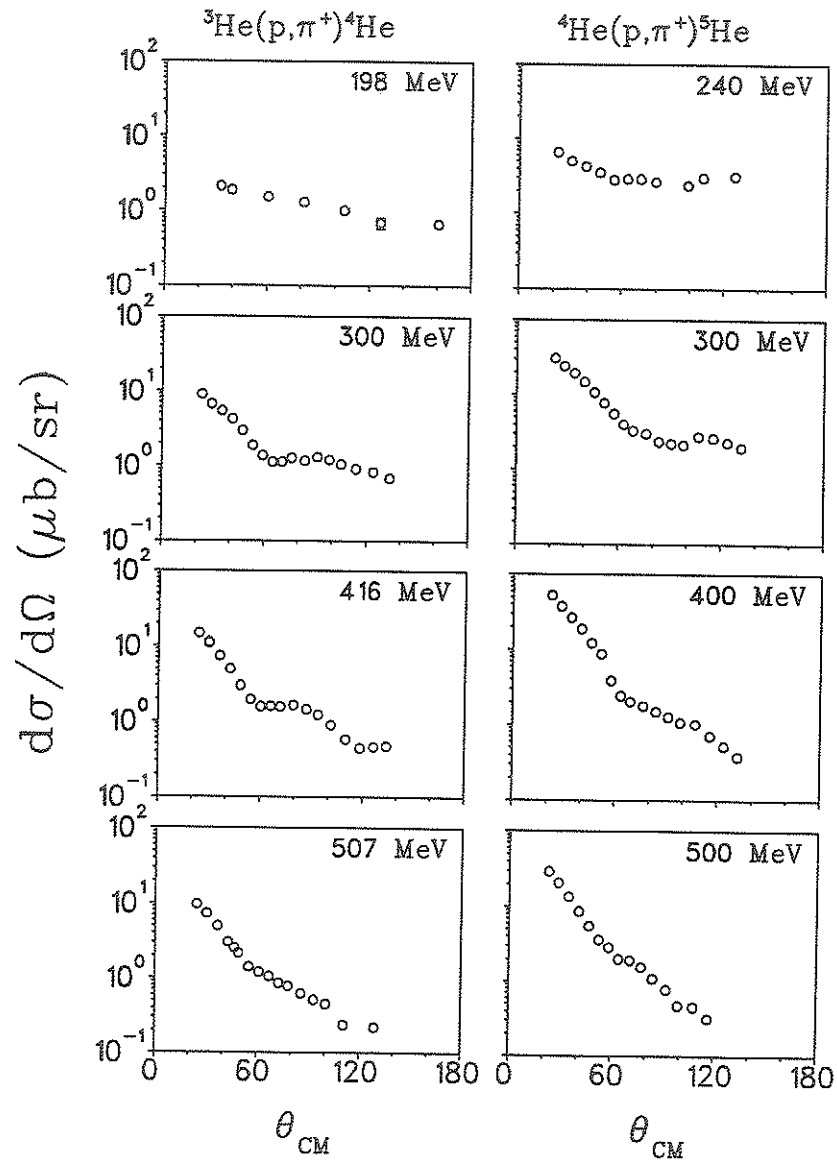 ³He(p,π⁺)⁴He
⁴He(p,π⁺)⁵He
dσ/dΩ (μb/sr)
10²
10¹
10⁰
10⁻¹
198 MeV
240 MeV
10²
10¹
10⁰
10⁻¹
300 MeV
300 MeV
10²
10¹
10⁰
10⁻¹
416 MeV
400 MeV
10²
10¹
10⁰
10⁻¹
507 MeV
500 MeV
0 60 120 180
0 60 120 180
θCM
θCM